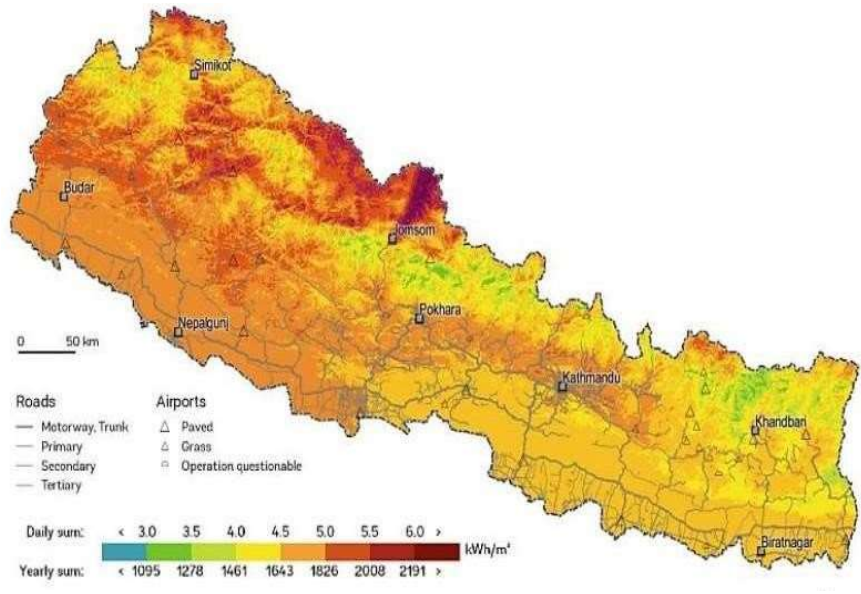 Simikot
Budar
Jomsom
Nepalgunj
Pokhara
0 50 km
Kathmandu
Khandbari
Biratnagar
Roads
Motorway, Trunk
Primary
Secondary
Tertiary
Airports
Paved
Grass
Operation questionable
Daily sum: < 3.0 3.5 4.0 4.5 5.0 5.5 6.0 >
kWh/m²
Yearly sum: < 1095 1278 1461 1643 1826 2008 2191 >